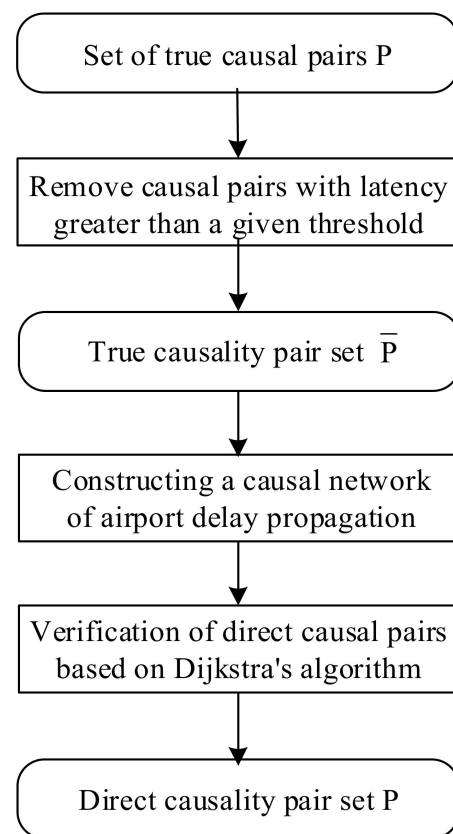 Set of true causal pairs P
Remove causal pairs with latency
greater than a given threshold
True causality pair set P̅
Constructing a causal network
of airport delay propagation
Verification of direct causal pairs
based on Dijkstra's algorithm
Direct causality pair set P